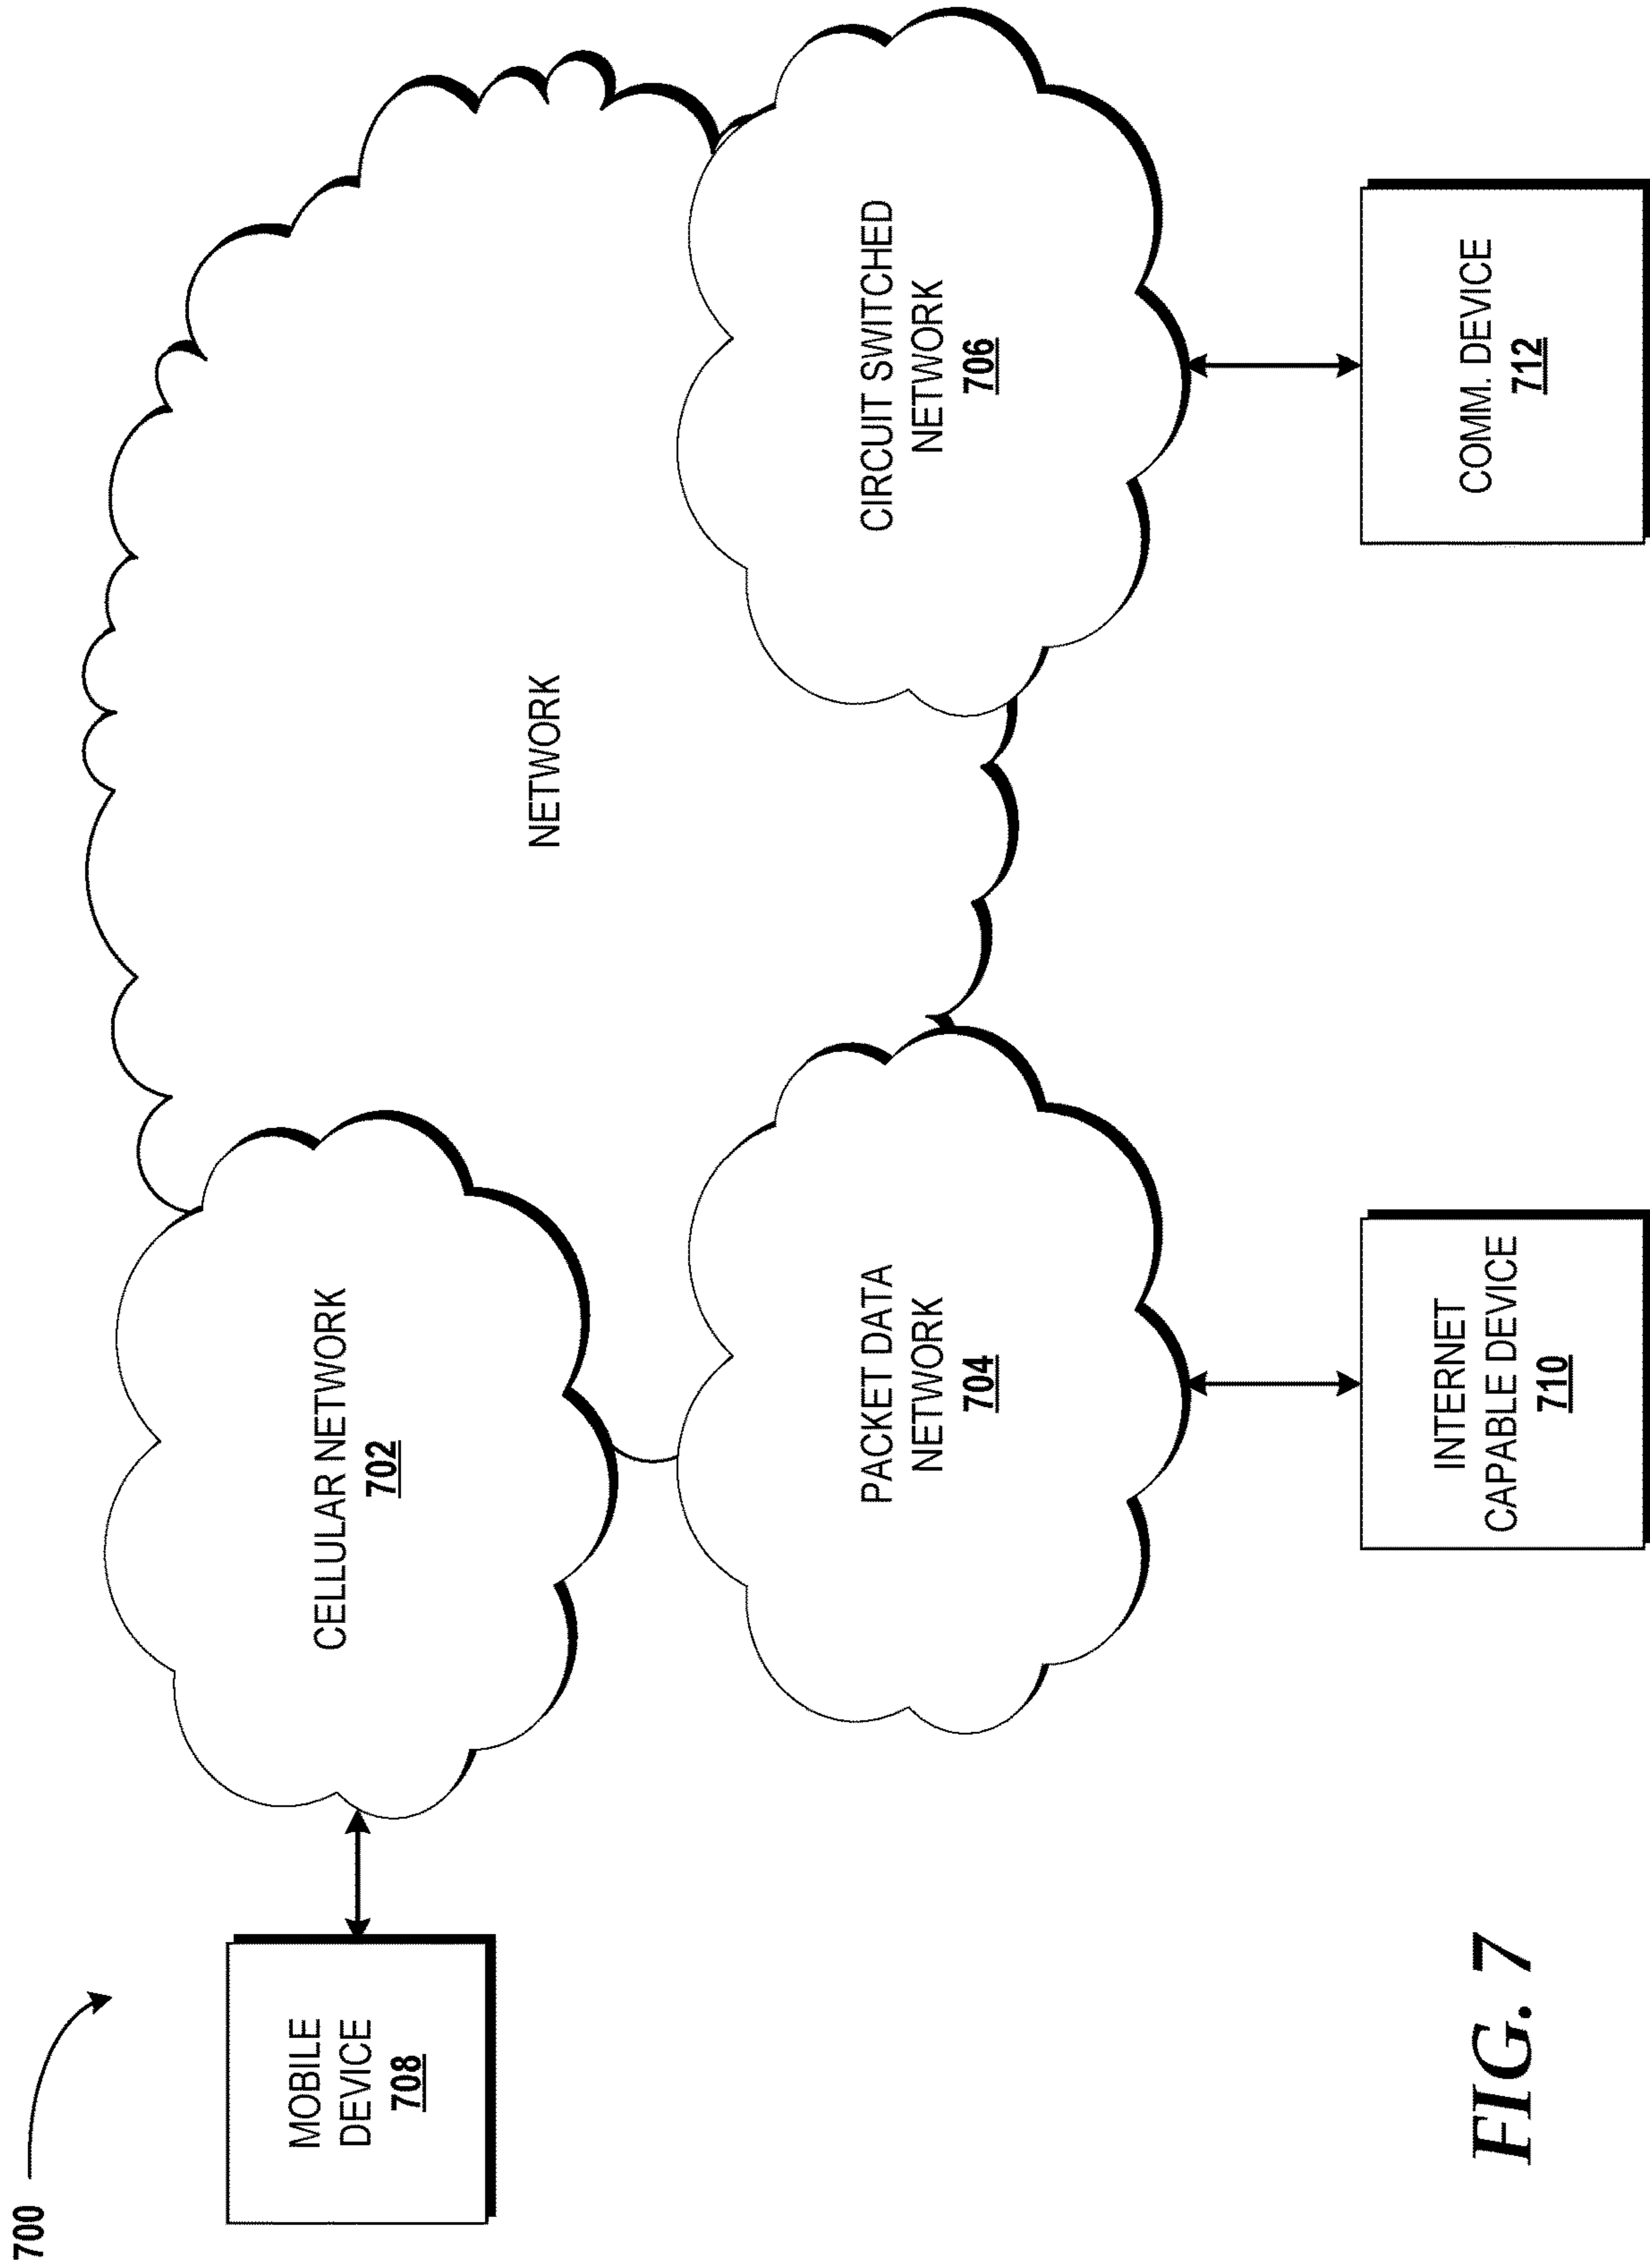 700
MOBILE
DEVICE
708
CELLULAR NETWORK
702
NETWORK
PACKET DATA
NETWORK
704
CIRCUIT SWITCHED
NETWORK
706
INTERNET
CAPABLE DEVICE
710
COMM. DEVICE
712
FIG. 7